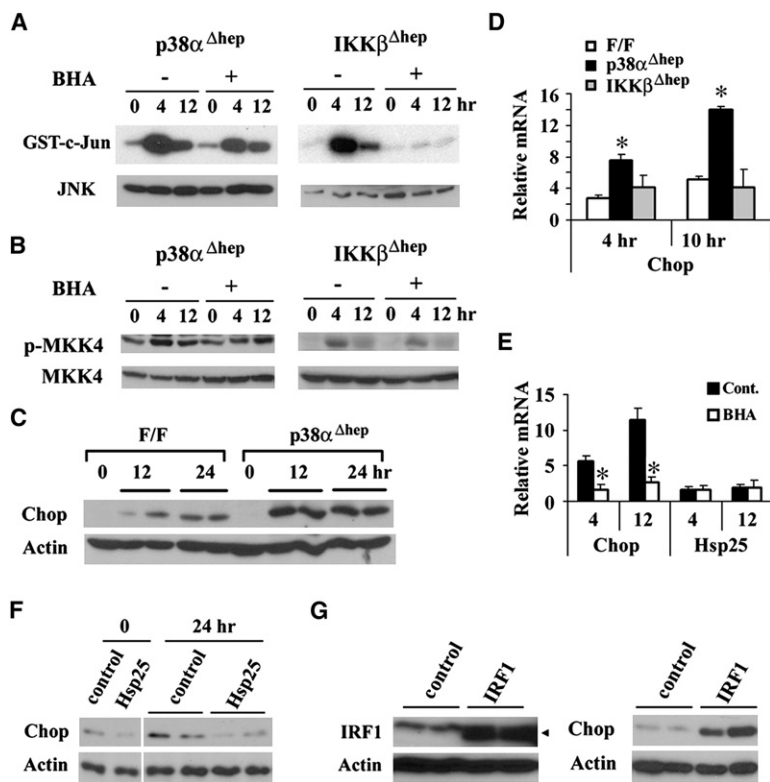 A
p38α Δhep IKKβ Δhep
BHA - + - +
0 4 12 0 4 12 0 4 12 0 4 12 hr
GST-c-Jun
JNK
B
p38α Δhep IKKβ Δhep
BHA - + - +
0 4 12 0 4 12 0 4 12 0 4 12 hr
p-MKK4
MKK4
C
F/F p38α Δhep
0 12 24 0 12 24 hr
Chop
Actin
D
F/F
p38α Δhep
IKKβ Δhep
Relative mRNA
16
12
8
4
0
* *
4 hr 10 hr
Chop
E
Cont.
BHA
Relative mRNA
15
10
5
0
* *
4 12 4 12
Chop Hsp25
F
0 24 hr
control Hsp25 control Hsp25
Chop
Actin
G
control IRF1 control IRF1
IRF1 Chop
Actin Actin